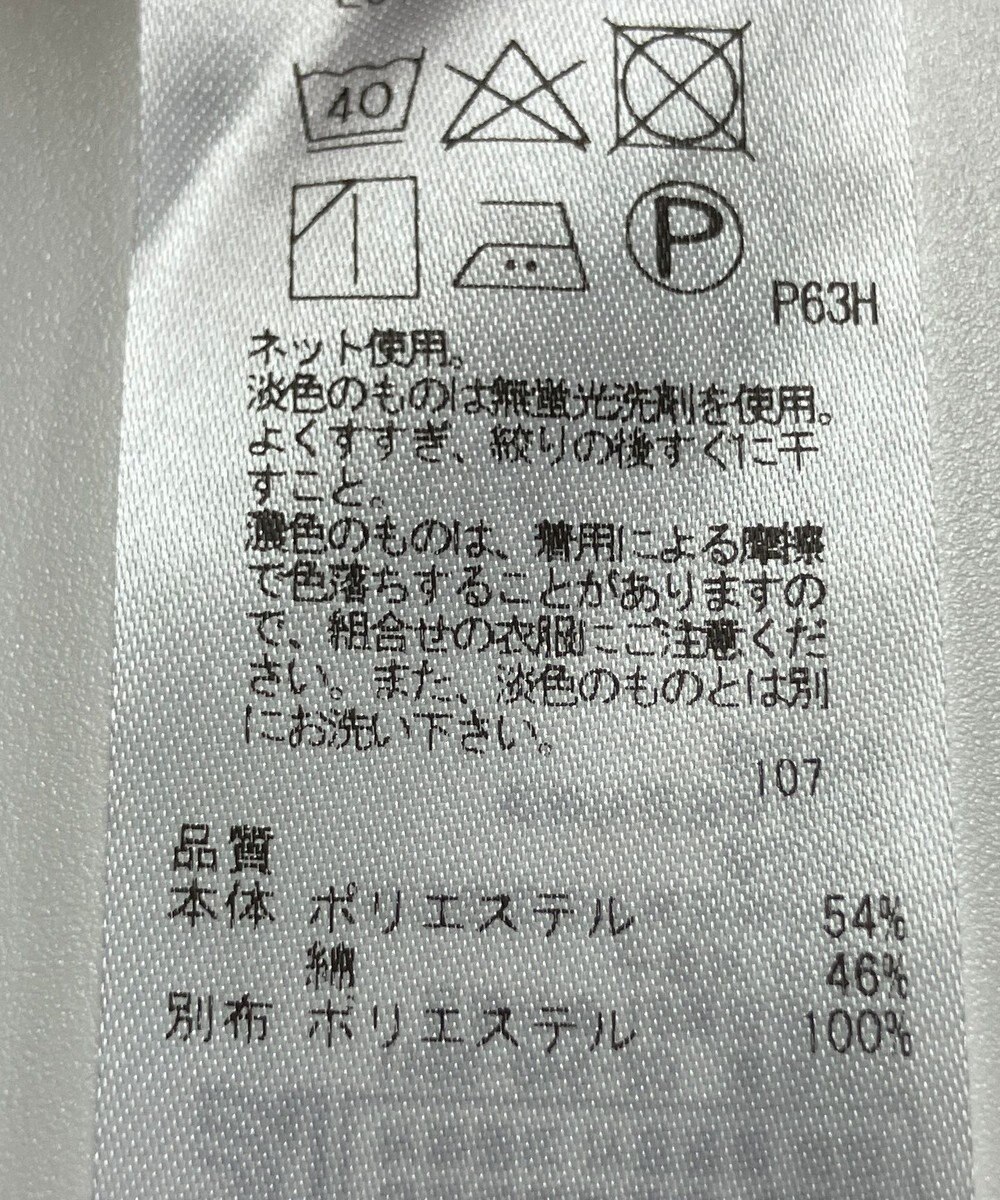 40
P
P63H
ネット使用。
淡色のものは無蛍光洗剤を使用。
よくすすぎ、絞りの後すぐに干
すこと。
濃色のものは、着用による摩擦
で色落ちすることがありますの
で、組合せの衣服にご注意くだ
さい。また、淡色のものとは別
にお洗い下さい。
107
品質
本体 ポリエステル 54%
綿 46%
別布 ポリエステル 100%